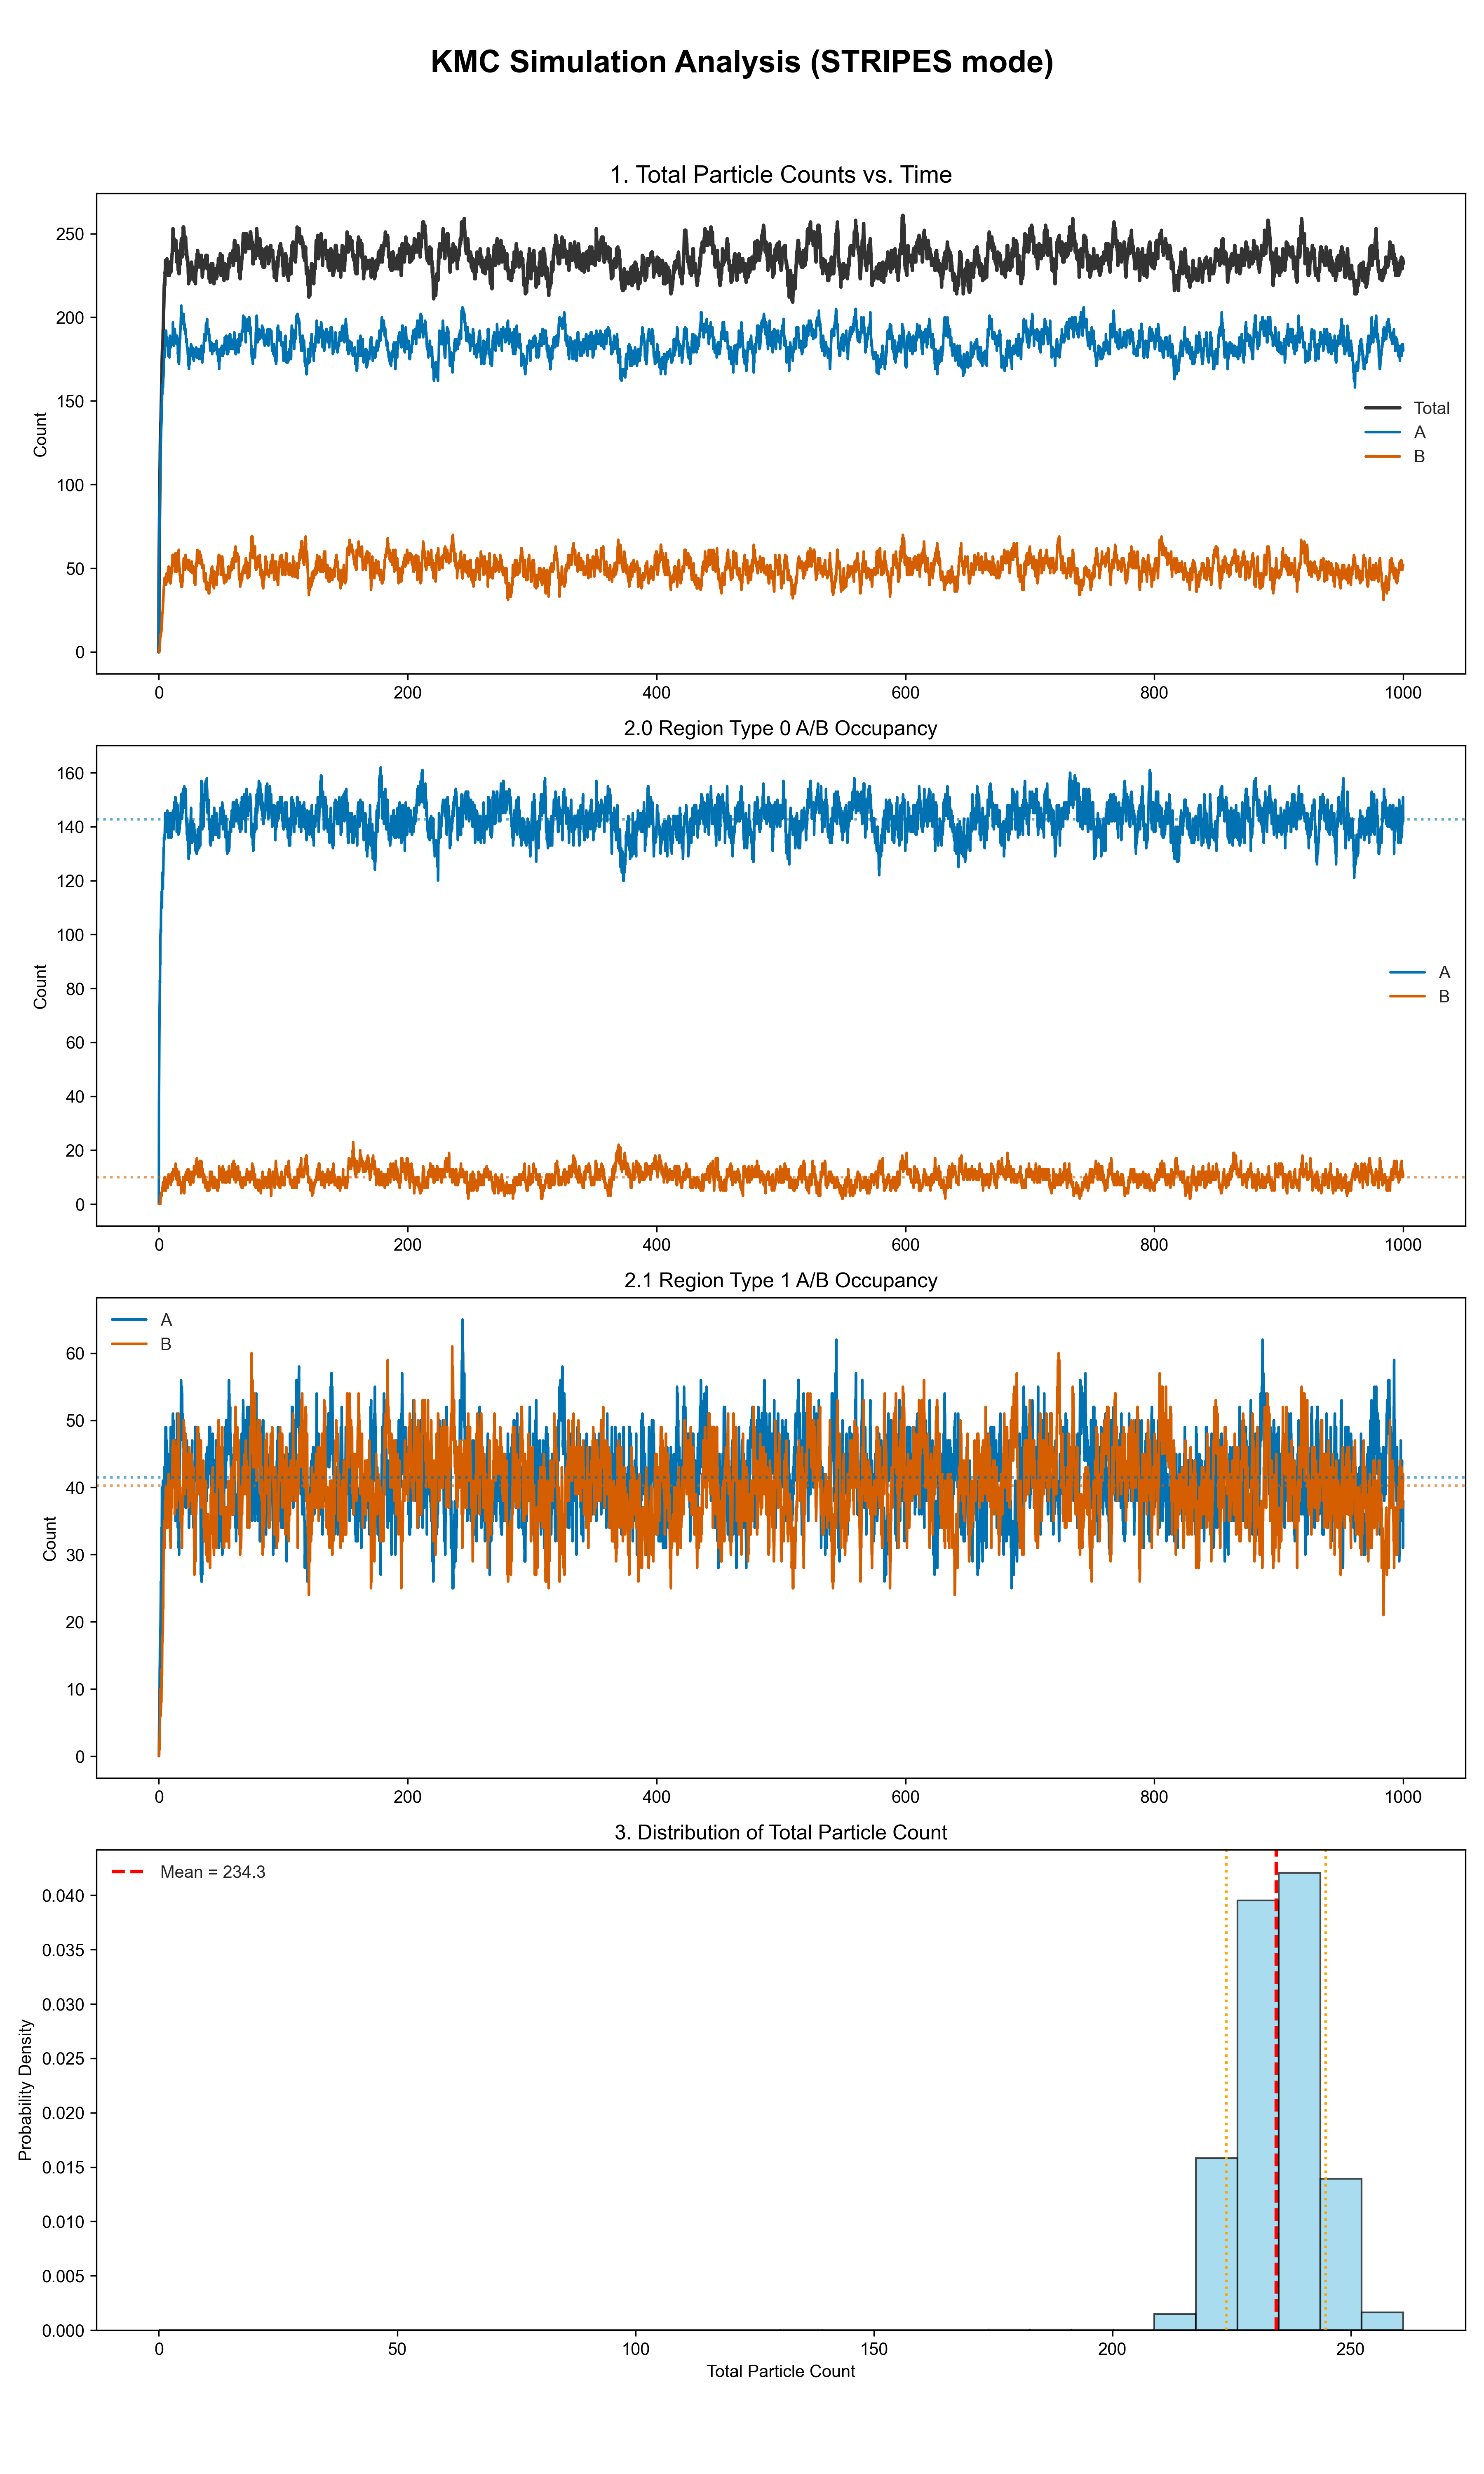 KMC Simulation Analysis (STRIPES mode)
1. Total Particle Counts vs. Time
Count
250
200
150
100
50
0
Total
A
B
0 200 400 600 800 1000
2.0 Region Type 0 A/B Occupancy
Count
160
140
120
100
80
60
40
20
0
A
B
0 200 400 600 800 1000
2.1 Region Type 1 A/B Occupancy
A
B
Count
60
50
40
30
20
10
0
0 200 400 600 800 1000
3. Distribution of Total Particle Count
Mean = 234.3
Probability Density
0.040
0.035
0.030
0.025
0.020
0.015
0.010
0.005
0.000
0 50 100 150 200 250
Total Particle Count